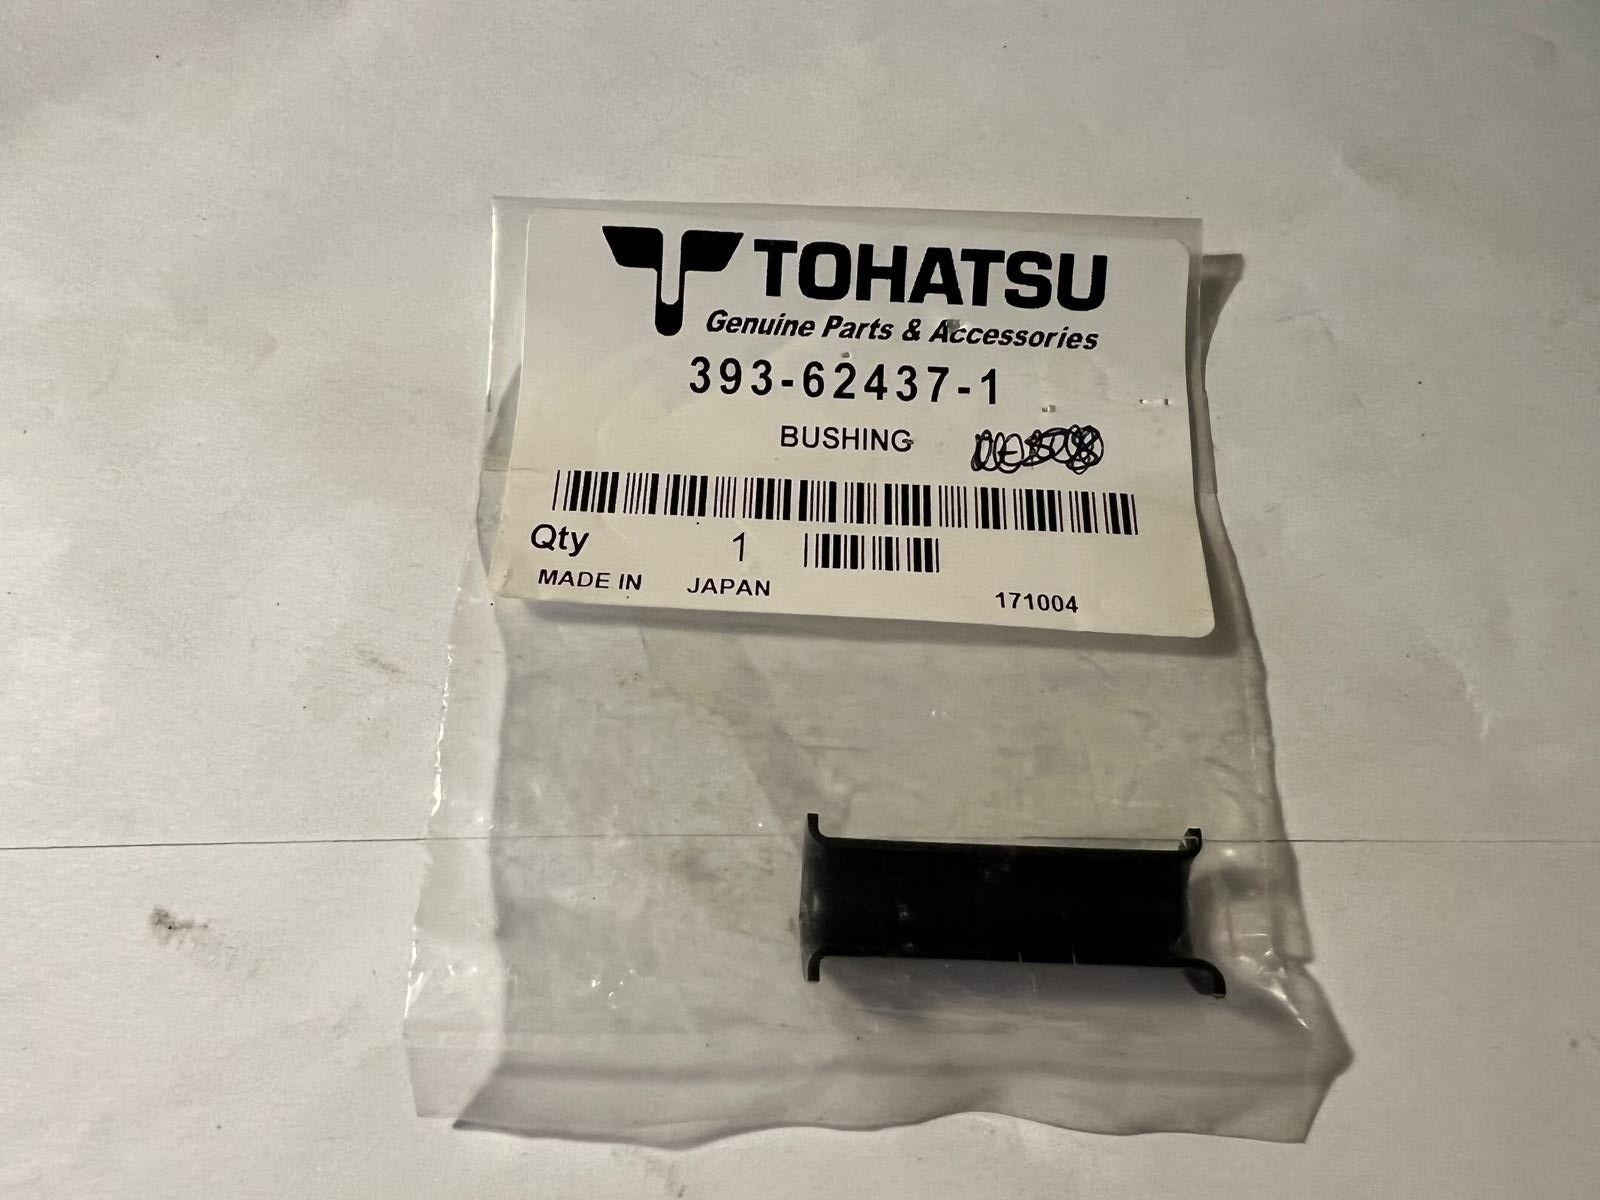 TOHATSU
Genuine Parts & Accessories
393-62437-1
BUSHING
Qty 1
MADE IN JAPAN
171004